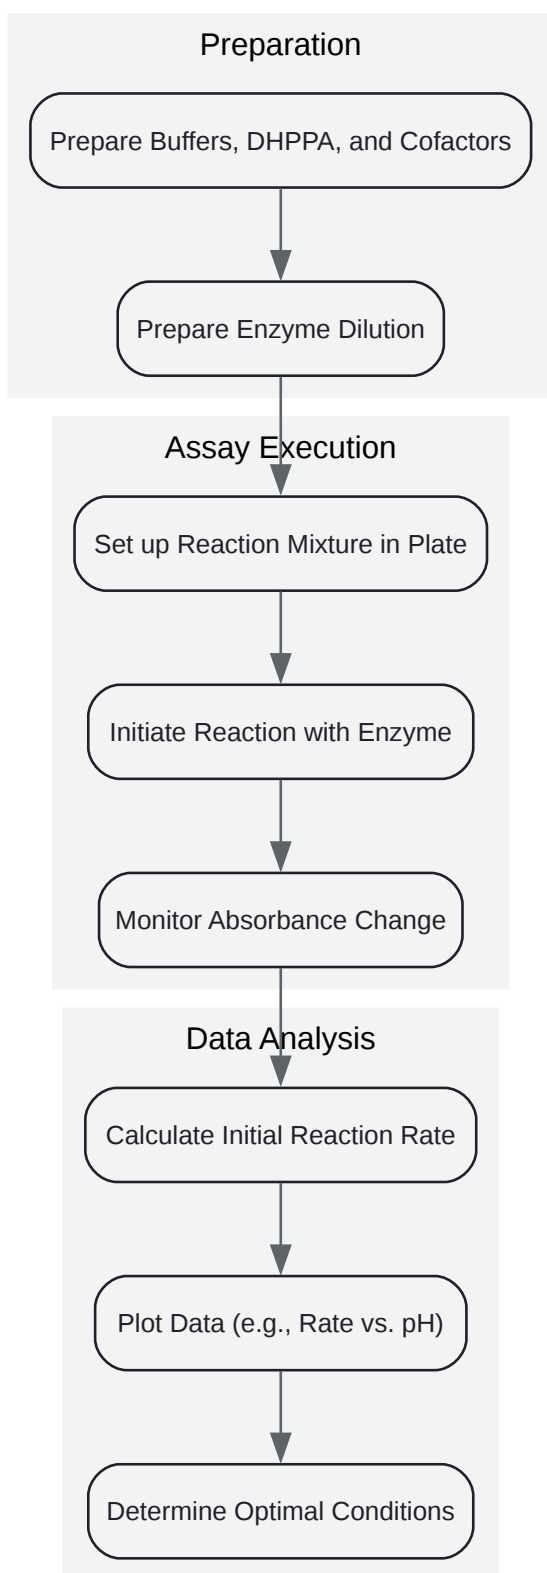 Preparation
Prepare Buffers, DHPPA, and Cofactors
Prepare Enzyme Dilution
Assay Execution
Set up Reaction Mixture in Plate
Initiate Reaction with Enzyme
Monitor Absorbance Change
Data Analysis
Calculate Initial Reaction Rate
Plot Data (e.g., Rate vs. pH)
Determine Optimal Conditions